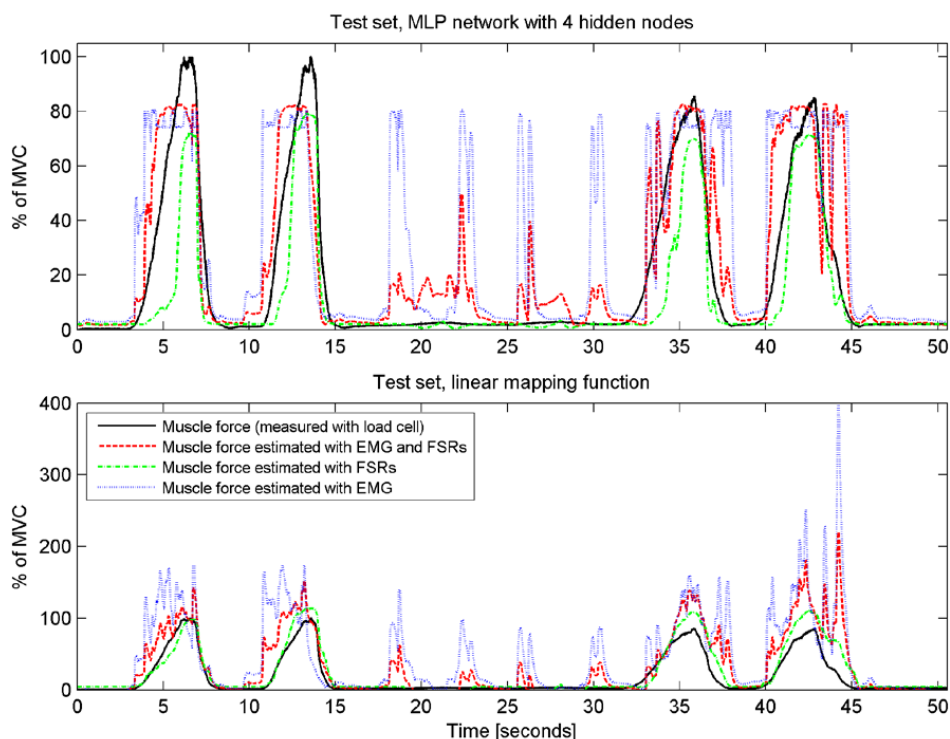 Test set, MLP network with 4 hidden nodes
% of MVC
100
80
60
40
20
0
0 5 10 15 20 25 30 35 40 45 50
Test set, linear mapping function
% of MVC
400
300
200
100
0
Muscle force (measured with load cell)
Muscle force estimated with EMG and FSRs
Muscle force estimated with FSRs
Muscle force estimated with EMG
0 5 10 15 20 25 30 35 40 45 50
Time [seconds]